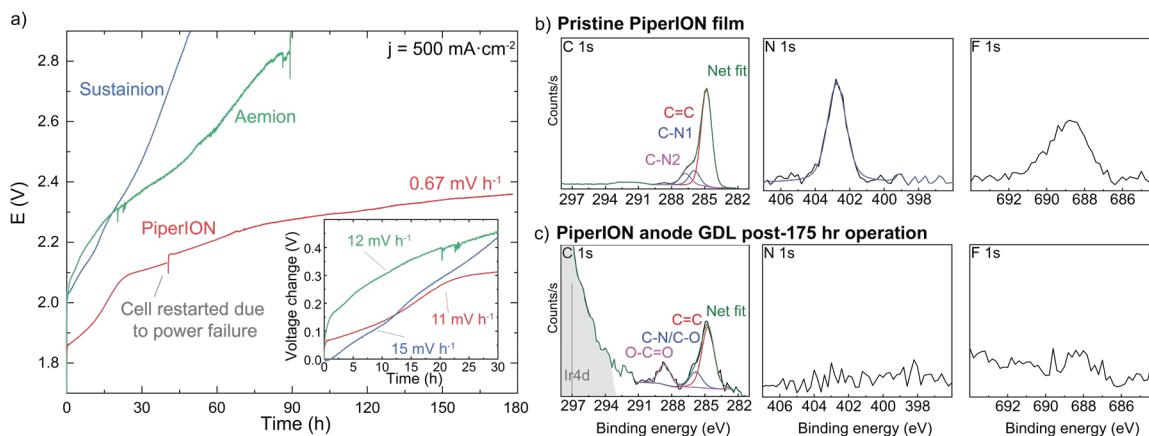 a)
j = 500 mA·cm-2
Sustainion
Aemion
PiperION
0.67 mV h-1
Cell restarted due
to power failure
E (V)
2.8
2.6
2.4
2.2
2.0
1.8
0 30 60 90 120 150 180
Time (h)
12 mV h-1
11 mV h-1
15 mV h-1
Voltage change (V)
0.4
0.3
0.2
0.1
0.0
0 5 10 15 20 25 30
Time (h)
b) Pristine PiperION film
C 1s
Net fit
C=C
C-N1
C-N2
Counts/s
297 294 291 288 285 282 281
N 1s
406 404 402 400 398 396
F 1s
692 690 688 686 684
c) PiperION anode GDL post-175 hr operation
C 1s
Net fit
C=C
C-N/C-O
O-C=O
Ir4d
Counts/s
297 294 291 288 285 282 281
Binding energy (eV)
N 1s
406 404 402 400 398 396
Binding energy (eV)
F 1s
692 690 688 686 684
Binding energy (eV)